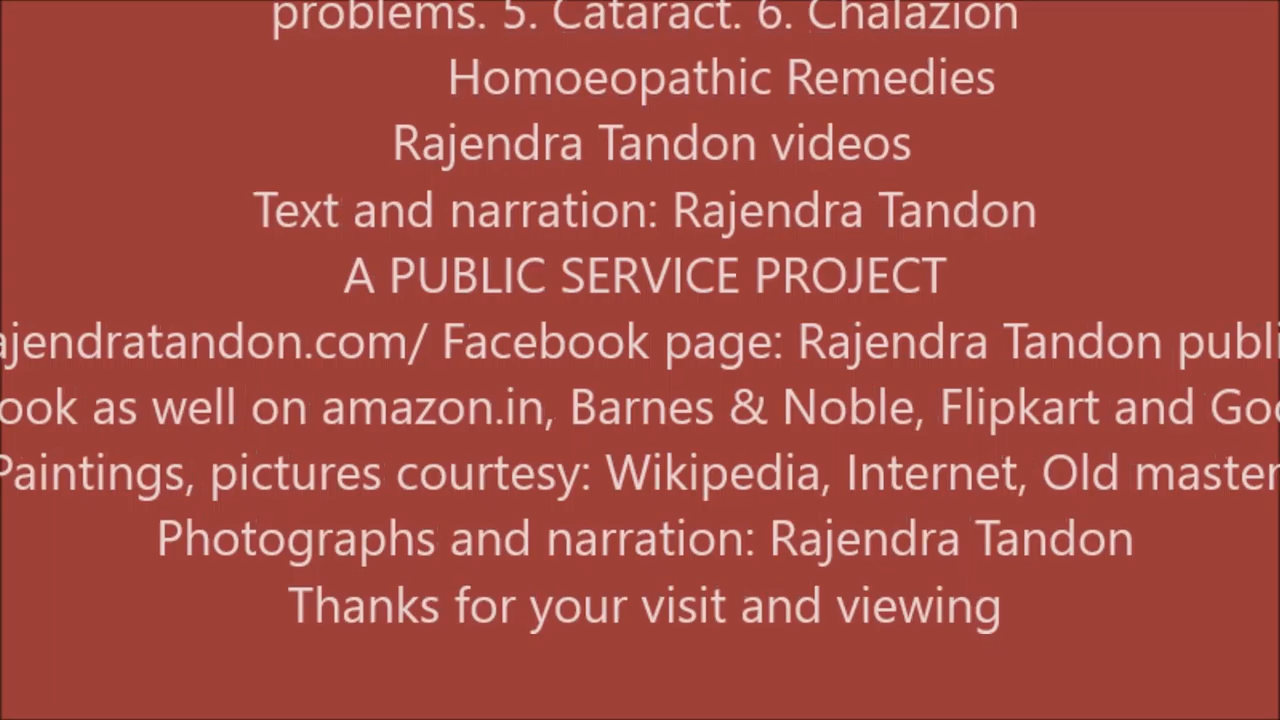 problems. 5. Cataract. 6. Chalazion
Homoeopathic Remedies
Rajendra Tandon videos
Text and narration: Rajendra Tandon
A PUBLIC SERVICE PROJECT
ajendratandon.com/ Facebook page: Rajendra Tandon publi
ook as well on amazon.in, Barnes & Noble, Flipkart and Goo
Paintings, pictures courtesy: Wikipedia, Internet, Old master
Photographs and narration: Rajendra Tandon
Thanks for your visit and viewing